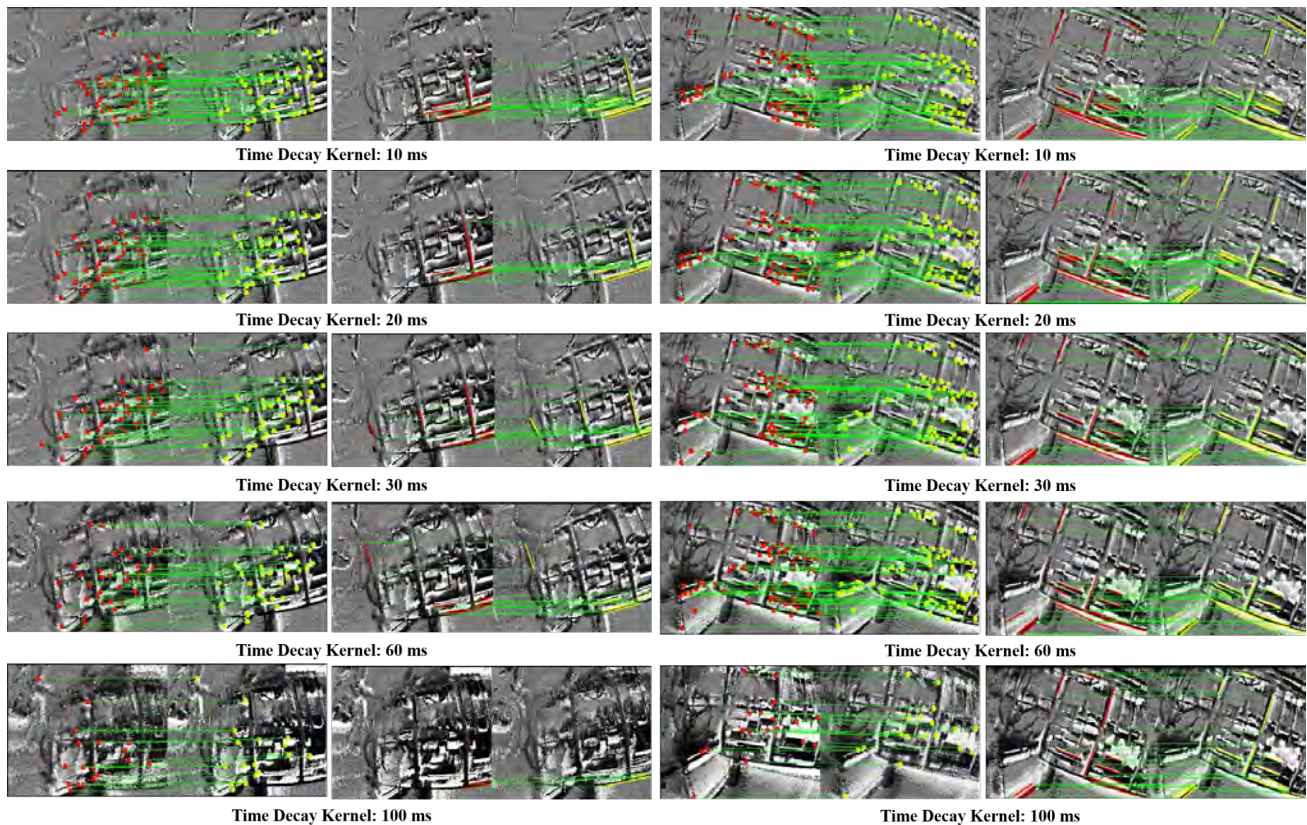 Time Decay Kernel: 10 ms
Time Decay Kernel: 10 ms
Time Decay Kernel: 20 ms
Time Decay Kernel: 20 ms
Time Decay Kernel: 30 ms
Time Decay Kernel: 30 ms
Time Decay Kernel: 60 ms
Time Decay Kernel: 60 ms
Time Decay Kernel: 100 ms
Time Decay Kernel: 100 ms